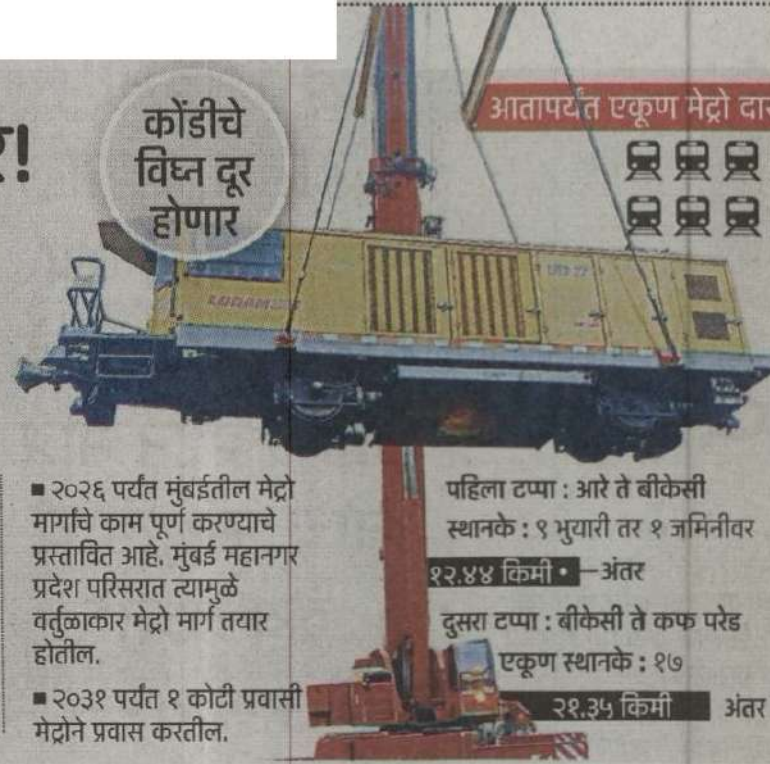 कोंडीचे
विघ्न दूर
होणार
आतापर्यंत एकूण मेट्रो
■ २०२६ पर्यंत मुंबईतील मेट्रो
मार्गांचे काम पूर्ण करण्याचे
प्रस्तावित आहे. मुंबई महानगर
प्रदेश परिसरात त्यामुळे
वर्तुळाकार मेट्रो मार्ग तयार
होतील.
■ २०३१ पर्यंत १ कोटी प्रवासी
मेट्रोने प्रवास करतील.
पहिला टप्पा : आरे ते बीकेसी
स्थानके : ९ भुयारी तर १ जमिनीवर
१२.४४ किमी • अंतर
दुसरा टप्पा : बीकेसी ते कफ परेड
एकूण स्थानके : १७
२१.३५ किमी अंतर